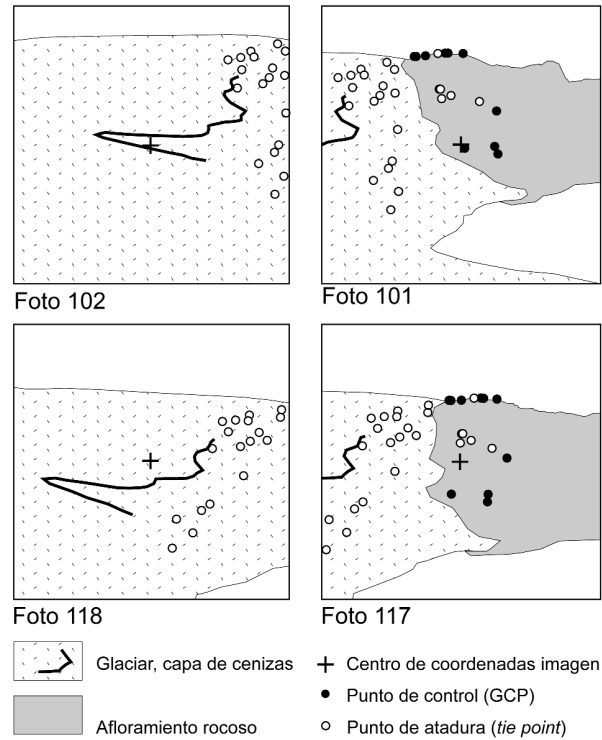 Foto 102
Foto 101
Foto 118
Foto 117
Glaciar, capa de cenizas
Afloramiento rocoso
Centro de coordenadas imagen
Punto de control (GCP)
Punto de atadura (tie point)